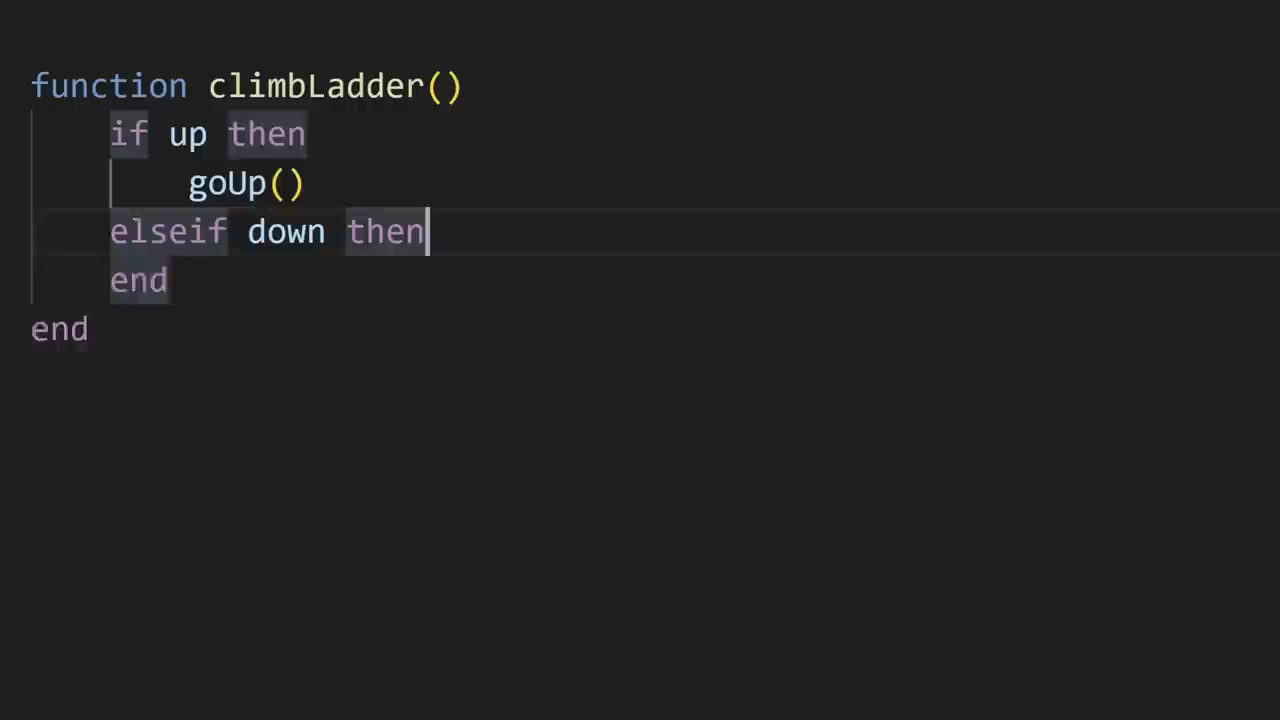 function climbLadder()
    if up then
        goUp()
    elseif down then
    end
end